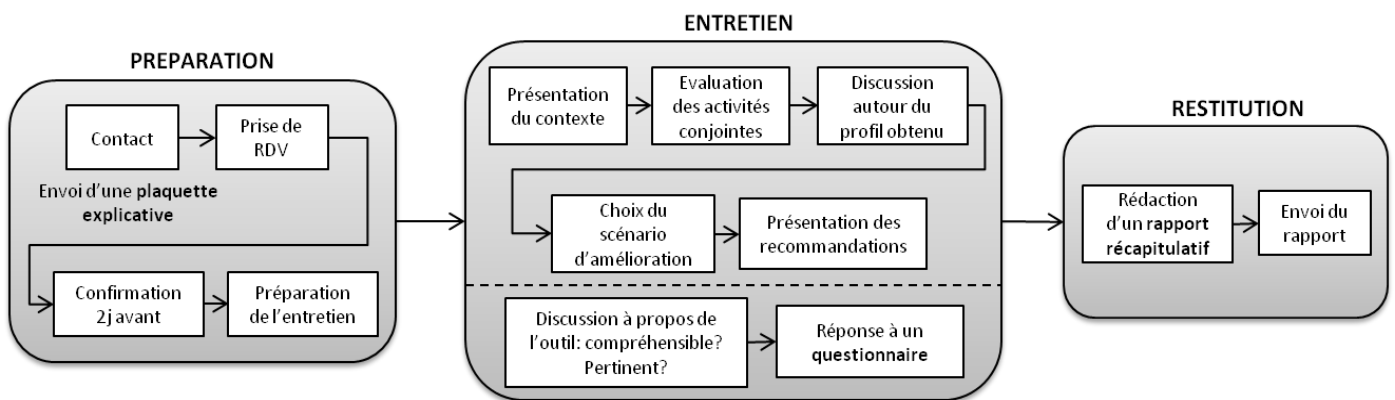 PREPARATION
Contact
Prise de
RDV
Envoi d'une plaquette
explicative
Confirmation
2j avant
Préparation
de l'entretien
ENTRETIEN
Présentation
du contexte
Evaluation
des activités
conjointes
Discussion
autour du
profil obtenu
Choix du
scénario
d'amélioration
Présentation des
recommandations
Discussion à propos de
l'outil: compréhensible?
Pertinent?
Réponse à un
questionnaire
RESTITUTION
Rédaction
d'un rapport
récapitulatif
Envoi du
rapport